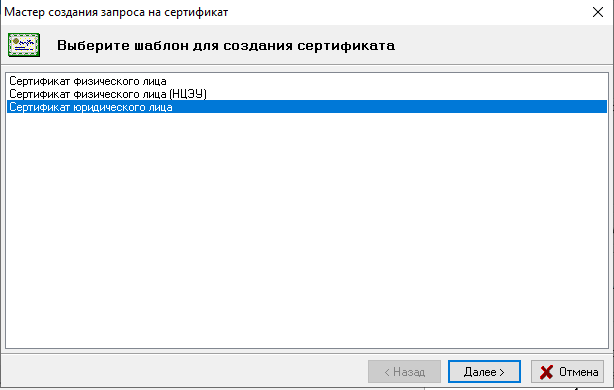 Мастер создания запроса на сертификат
Выберите шаблон для создания сертификата
Сертификат физического лица
Сертификат физического лица (НЦЭУ)
Сертификат юридического лица
< Назад
Далее >
Отмена